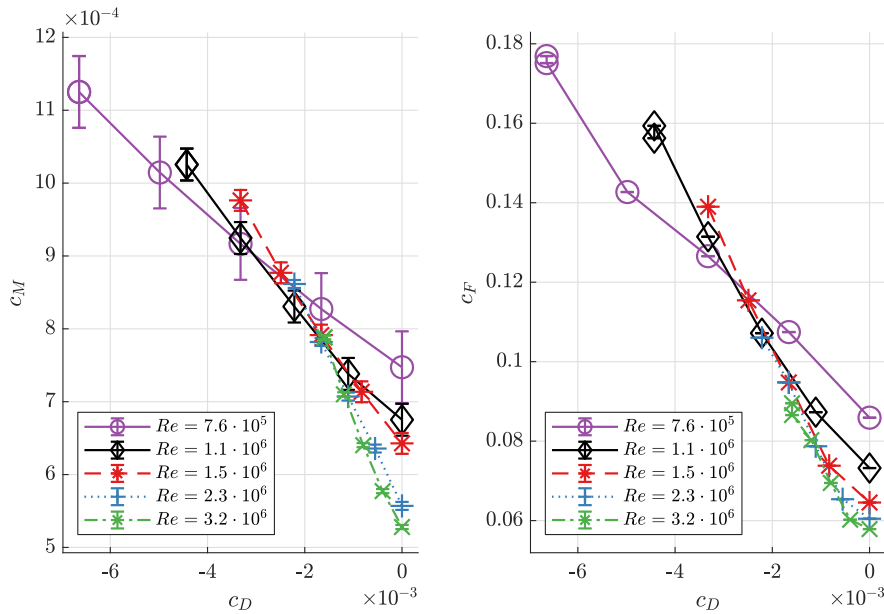 ×10⁻⁴
12
11
10
9
8
7
6
5
c_M
-6
-4
-2
0
×10⁻³
c_D
Re = 7.6 · 10⁵
Re = 1.1 · 10⁶
Re = 1.5 · 10⁶
Re = 2.3 · 10⁶
Re = 3.2 · 10⁶
0.18
0.16
0.14
0.12
0.1
0.08
0.06
c_F
-6
-4
-2
0
×10⁻³
c_D
Re = 7.6 · 10⁵
Re = 1.1 · 10⁶
Re = 1.5 · 10⁶
Re = 2.3 · 10⁶
Re = 3.2 · 10⁶